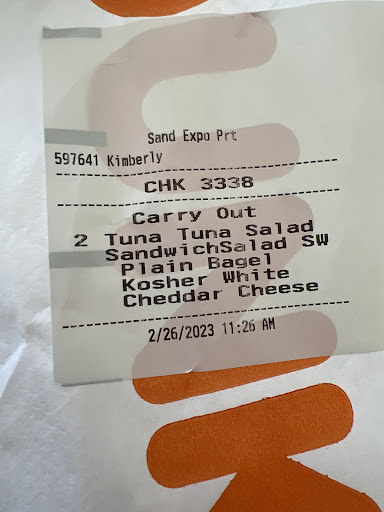 Sand Expo Prt
597641 Kimberly
CHK 3338
Carry Out
2 Tuna Tuna Salad
SandwichSalad SW
Plain Bagel
Kosher White
Cheddar Cheese
2/26/2023 11:26 AM